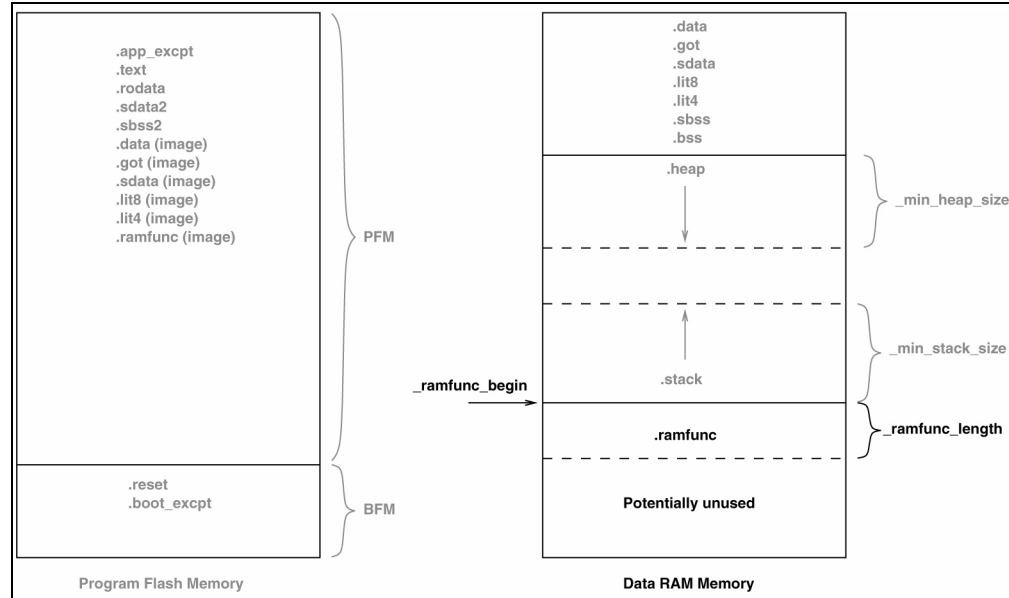 .app_excpt
.text
.rodata
.sdata2
.sbss2
.data (image)
.got (image)
.sdata (image)
.lit8 (image)
.lit4 (image)
.ramfunc (image)
PFM
.reset
.boot_excpt
BFM
Program Flash Memory
.data
.got
.sdata
.lit8
.lit4
.sbss
.bss
.heap
_min_heap_size
.stack
_min_stack_size
_ramfunc_begin
.ramfunc
_ramfunc_length
Potentially unused
Data RAM Memory